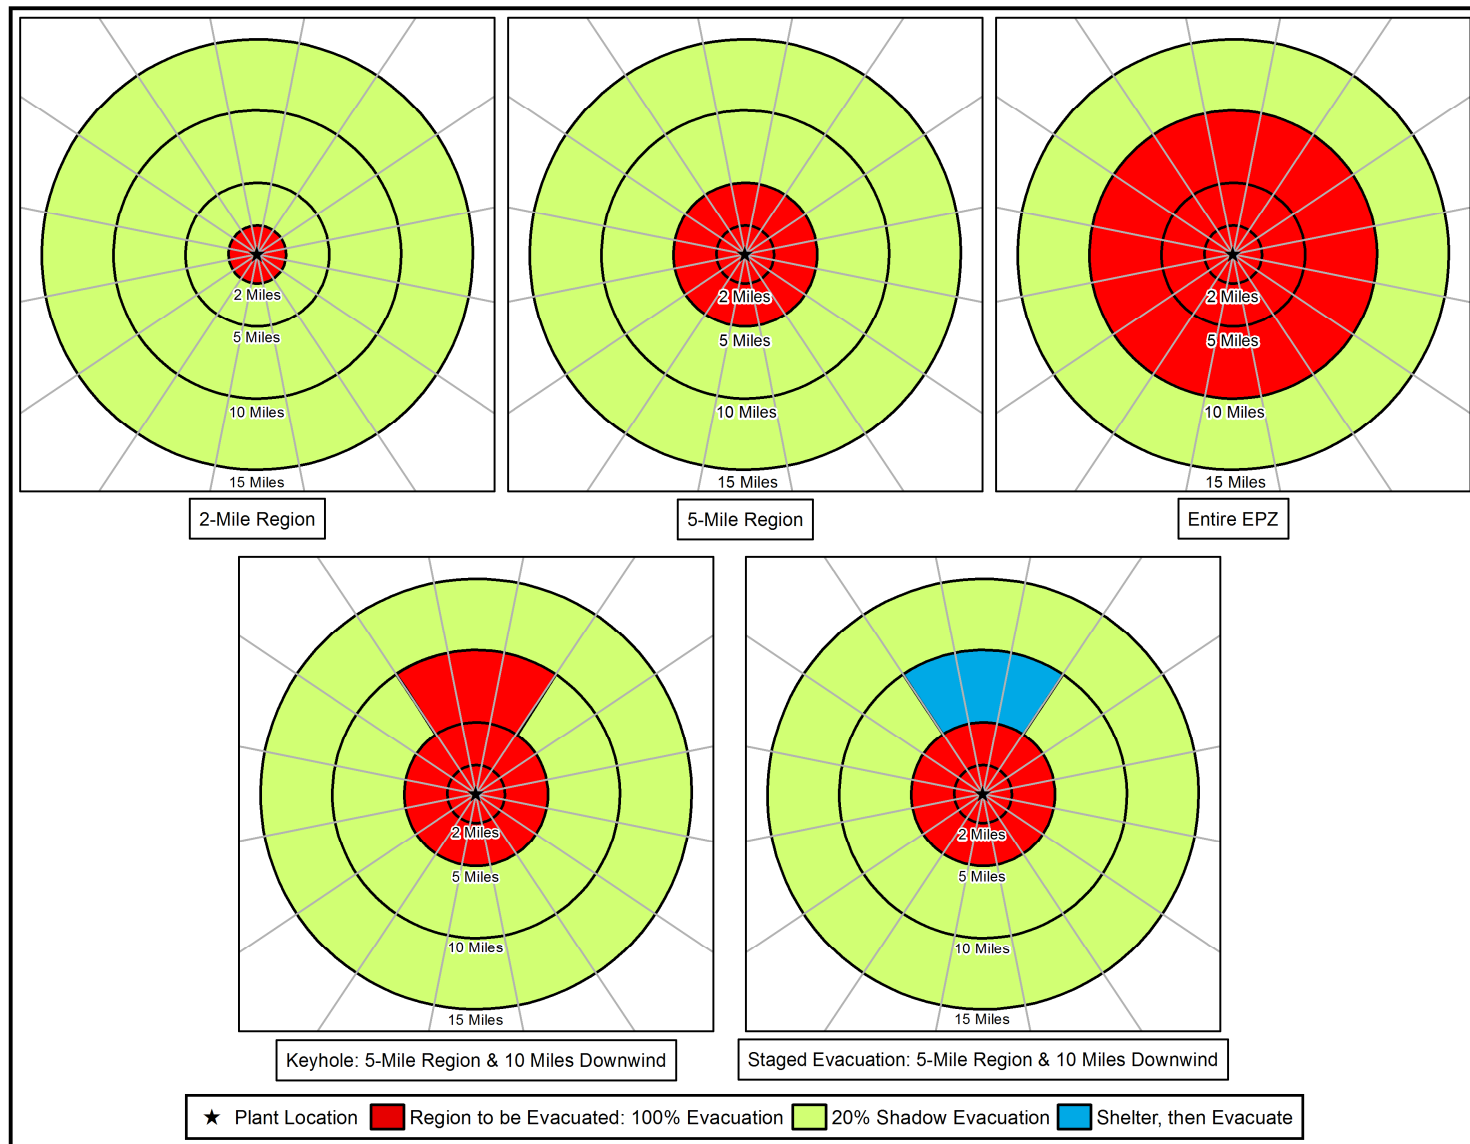 2 Miles
5 Miles
10 Miles
15 Miles
2-Mile Region
2 Miles
5 Miles
10 Miles
15 Miles
5-Mile Region
2 Miles
5 Miles
10 Miles
15 Miles
Entire EPZ
2 Miles
5 Miles
10 Miles
15 Miles
Keyhole: 5-Mile Region & 10 Miles Downwind
2 Miles
5 Miles
10 Miles
15 Miles
Staged Evacuation: 5-Mile Region & 10 Miles Downwind
Plant Location Region to be Evacuated: 100% Evacuation 20% Shadow Evacuation Shelter, then Evacuate